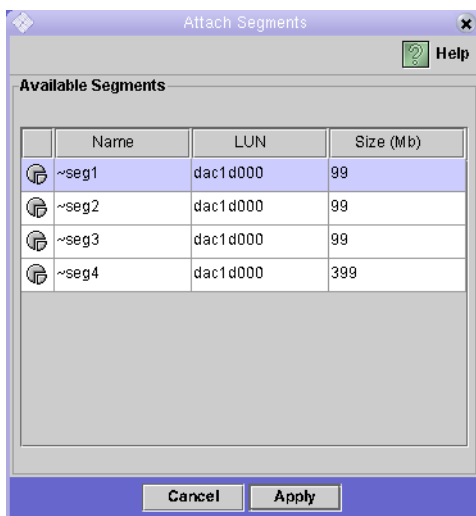 Attach Segments
? Help
Available Segments
Name LUN Size (Mb)
~seg1 dac1d000 99
~seg2 dac1d000 99
~seg3 dac1d000 99
~seg4 dac1d000 399
Cancel Apply